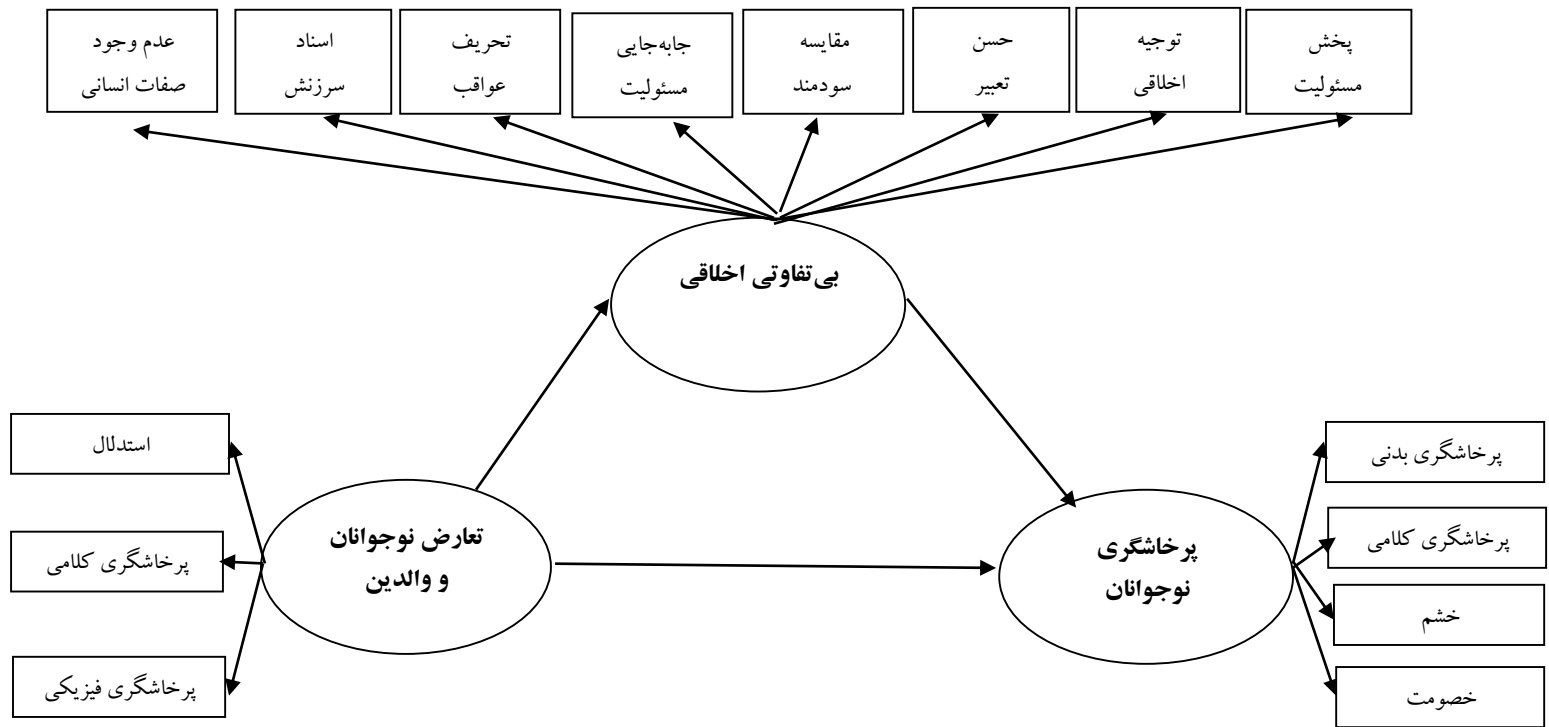 پخش
مسئولیت
توجیه
اخلاقی
حسن
تعبیر
مقایسه
سودمند
جابه‌جایی
مسئولیت
تحریف
عواقب
اسناد
سرزنش
عدم وجود
صفات انسانی
بی‌تفاوتی اخلاقی
پرخاشگری بدنی
پرخاشگری کلامی
خشم
خصومت
پرخاشگری
نوجوانان
تعارض نوجوانان
و والدین
استدلال
پرخاشگری کلامی
پرخاشگری فیزیکی